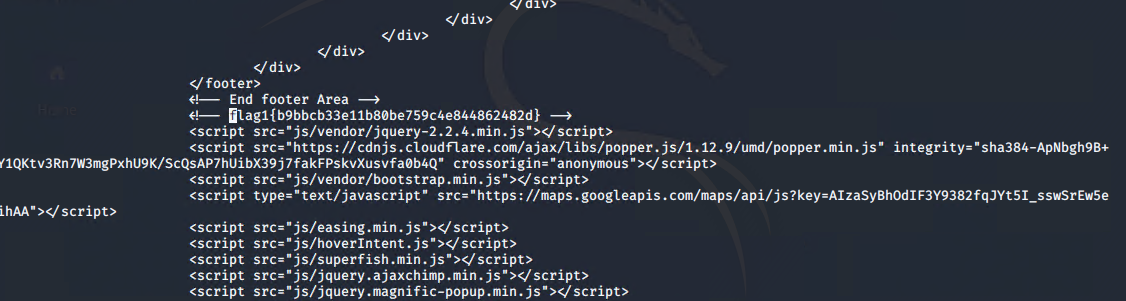 </div>
</div>
</div>
</div>
</div>
</footer>
<!-- End footer Area -->
<!-- flag1{b9bbcb33e11b80be759c4e844862482d} -->
<script src="js/vendor/jquery-2.2.4.min.js"></script>
<script src="https://cdnjs.cloudflare.com/ajax/libs/popper.js/1.12.9/umd/popper.min.js" integrity="sha384-ApNbgh9B+
Y1QKtv3Rn7W3mgPxhU9K/ScQsAP7hUibX39j7fakFPskvXusvfa0b4Q" crossorigin="anonymous"></script>
<script src="js/vendor/bootstrap.min.js"></script>
<script type="text/javascript" src="https://maps.googleapis.com/maps/api/js?key=AIzaSyBhOdIF3Y9382fqJYt5I_sswSrEw5e
ihAA"></script>
<script src="js/easing.min.js"></script>
<script src="js/hoverIntent.js"></script>
<script src="js/superfish.min.js"></script>
<script src="js/jquery.ajaxchimp.min.js"></script>
<script src="js/jquery.magnific-popup.min.js"></script>